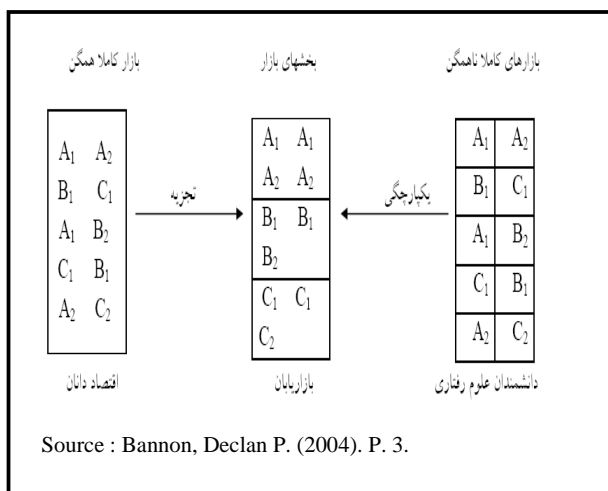 بازارهای کاملا ناهمگن
بخشهای بازار
بازار کاملا همگن
A1 A2
B1 C1
A1 B2
C1 B1
A2 C2
تجزیه
A1 A1
A2 A2
B1 B1
B2
C1 C1
C2
یکپارچگی
A1 A2
B1 C1
A1 B2
C1 B1
A2 C2
دانشمندان علوم رفتاری
بازاریابان
اقتصاد دانان
Source : Bannon, Declan P. (2004). P. 3.